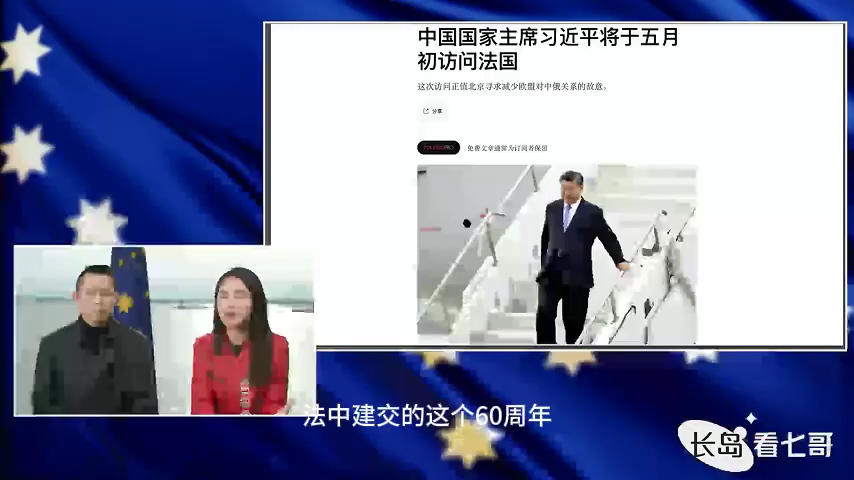 中国国家主席习近平将于五月
初访问法国
这次访问正值北京寻求减少欧盟对中俄关系的敌意。
分享
免费文章通常为订阅者保留
法中建交的这个60周年
长岛看七哥